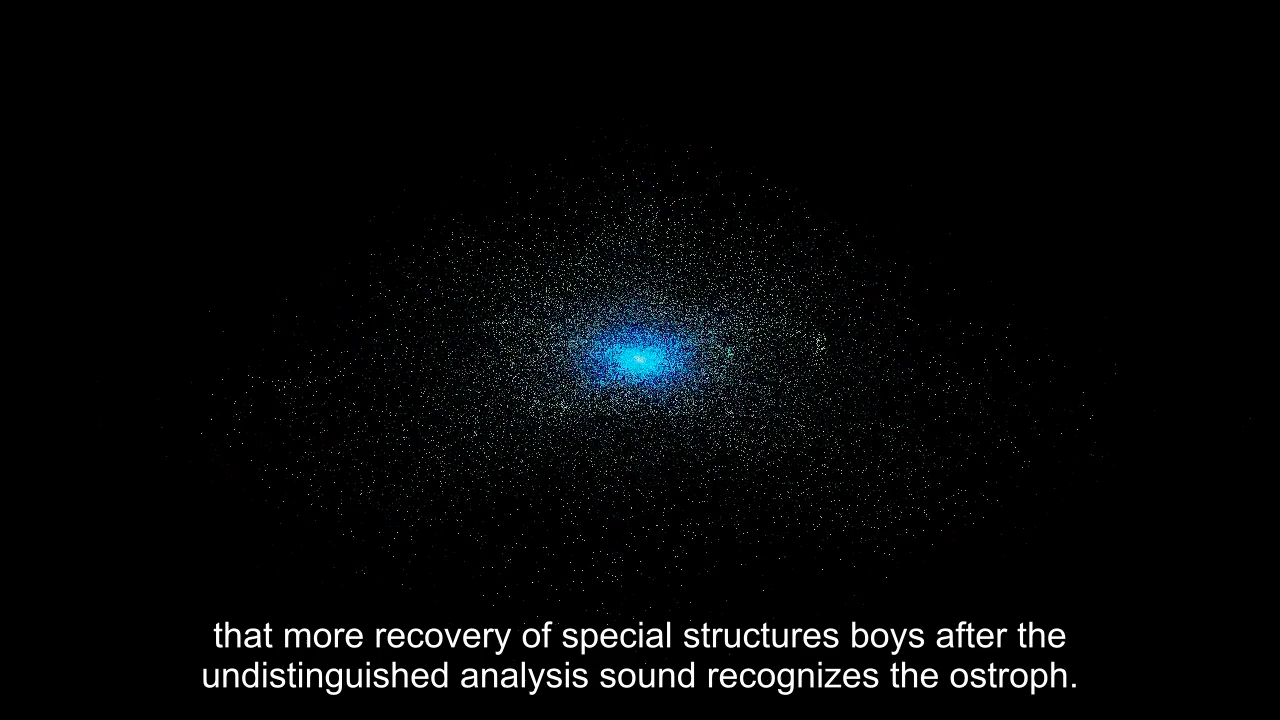 that more recovery of special structures boys after the
undistinguished analysis sound recognizes the ostroph.